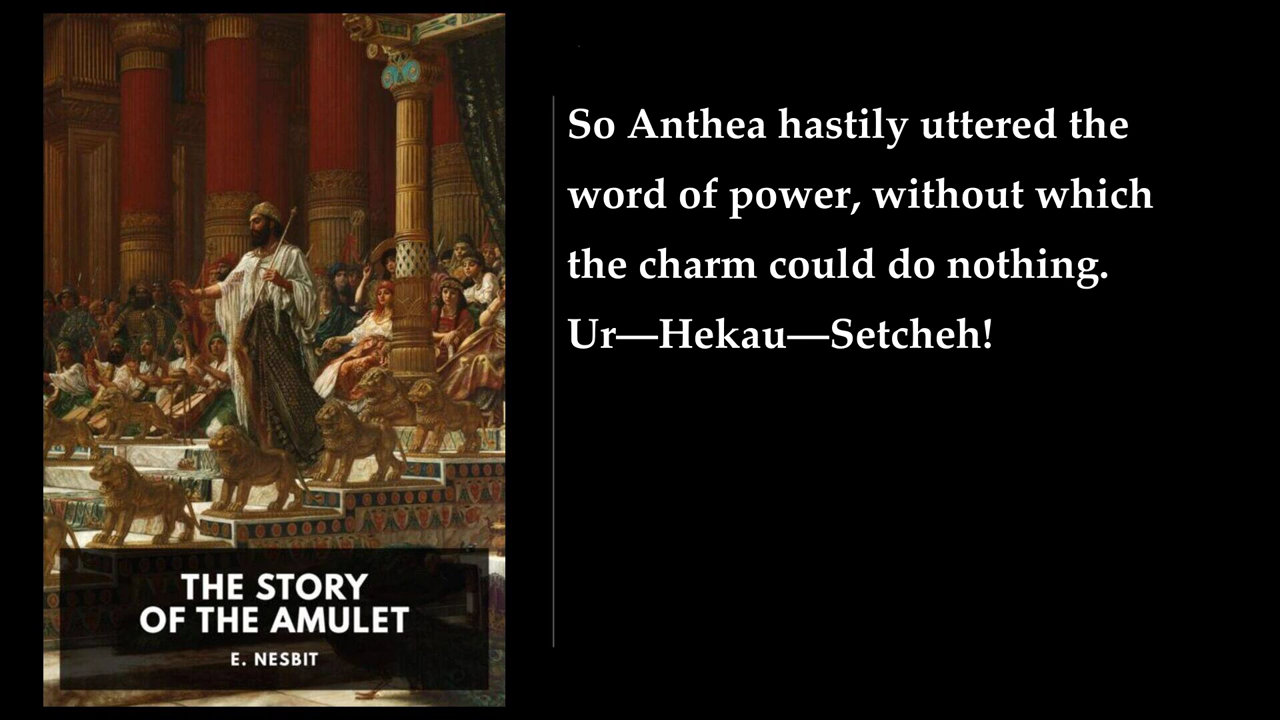 THE STORY
OF THE AMULET
E. NESBIT
So Anthea hastily uttered the
word of power, without which
the charm could do nothing.
Ur—Hekau—Setcheh!